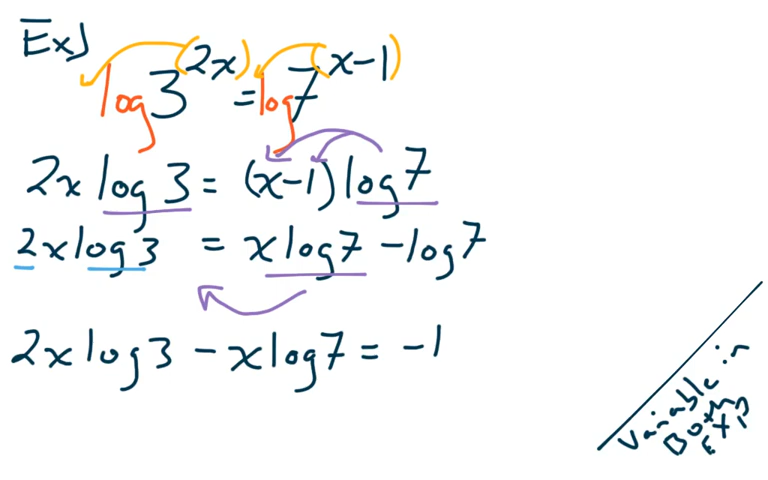 Ex)
log 3^(2x) = log 7^(x-1)
2x log 3 = (x-1) log 7
2x log 3 = x log 7 - log 7
2x log 3 - x log 7 = -1
Variable in
Both
EXP